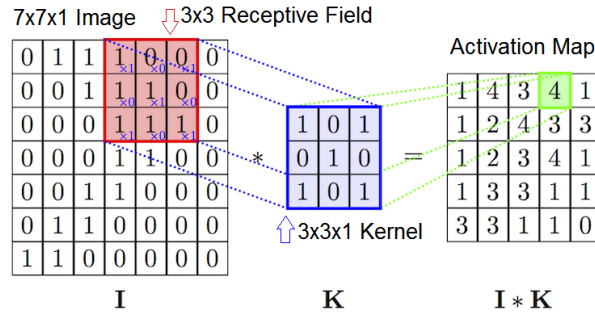 7x7x1 Image
3x3 Receptive Field
0 1 1 1×1 0×0 0×1 0
0 0 1 1×0 1×1 0×0 0
0 0 0 1×1 1×0 1×1 0
0 0 0 1 1 0 0
0 0 1 1 0 0 0
0 1 1 0 0 0 0
1 1 0 0 0 0 0
I
*
1 0 1
0 1 0
1 0 1
3x3x1 Kernel
K
=
Activation Map
1 4 3 4 1
1 2 4 3 3
1 2 3 4 1
1 3 3 1 1
3 3 1 1 0
I * K